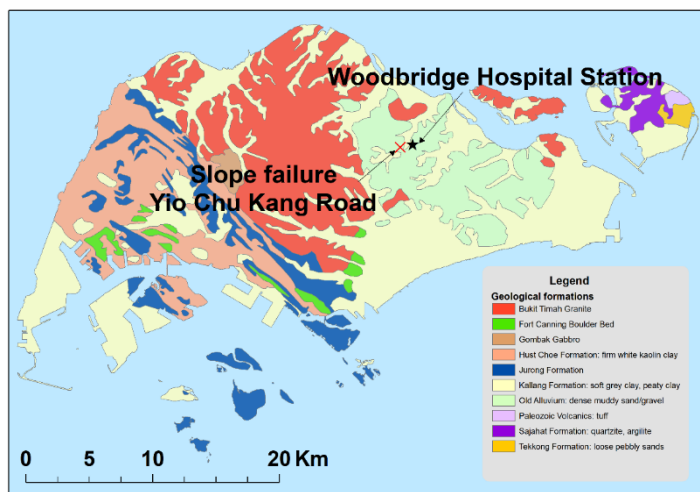 Woodbridge Hospital Station
Slope failure
Yio Chu Kang Road
Legend
Geological formations
Bukit Timah Granite
Fort Canning Boulder Bed
Gombak Gabbro
Hust Choe Formation: firm white kaolin clay
Jurong Formation
Kallang Formation: soft grey clay, peaty clay
Old Alluvium: dense muddy sand/gravel
Paleozoic Volcanics: tuff
Sajahat Formation: quartzite, argilite
Tekkong Formation: loose pebbly sands
0 5 10 20 Km